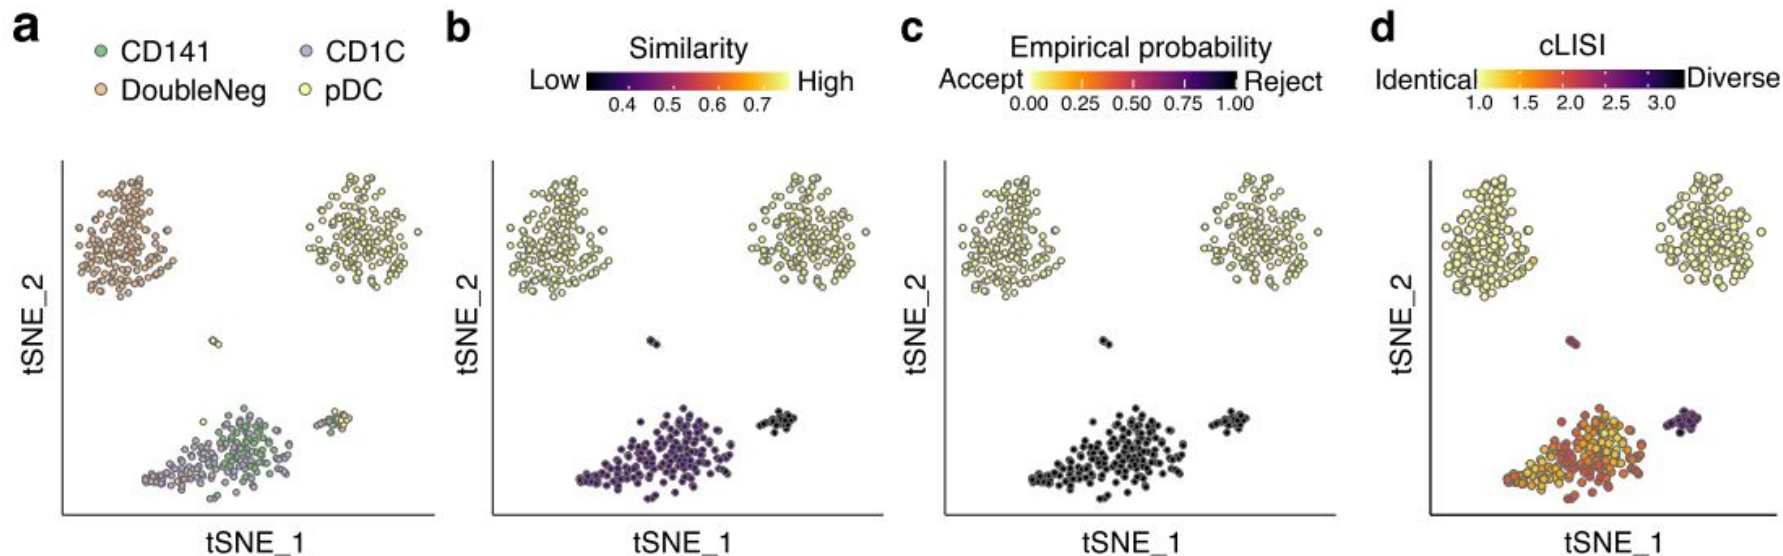 a
CD141 CD1C
DoubleNeg pDC
b
Similarity
Low High
0.4 0.5 0.6 0.7
c
Empirical probability
Accept Reject
0.00 0.25 0.50 0.75 1.00
d
cLISI
Identical Diverse
1.0 1.5 2.0 2.5 3.0
tSNE_2
tSNE_1
tSNE_2
tSNE_1
tSNE_2
tSNE_1
tSNE_2
tSNE_1